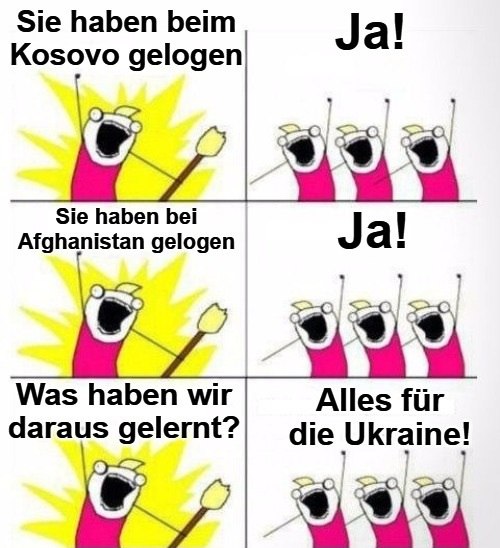 Sie haben beim
Kosovo gelogen
Ja!
Sie haben bei
Afghanistan gelogen
Ja!
Was haben wir
daraus gelernt?
Alles für
die Ukraine!